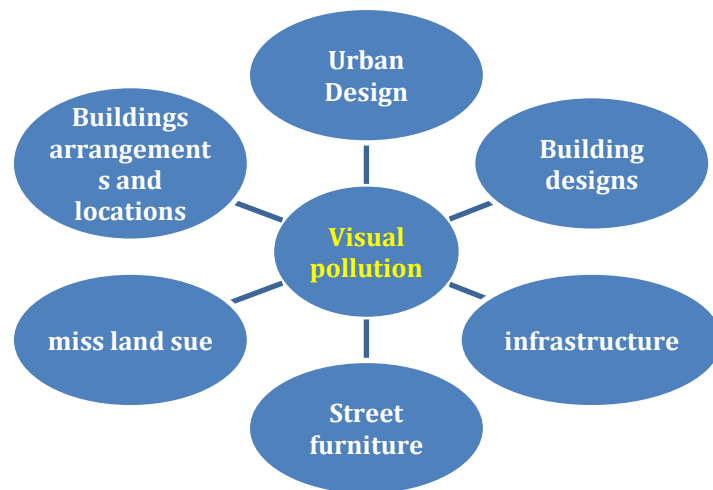 Urban
Design
Buildings
arrangement
s and
locations
Building
designs
Visual
pollution
miss land sue
infrastructure
Street
furniture